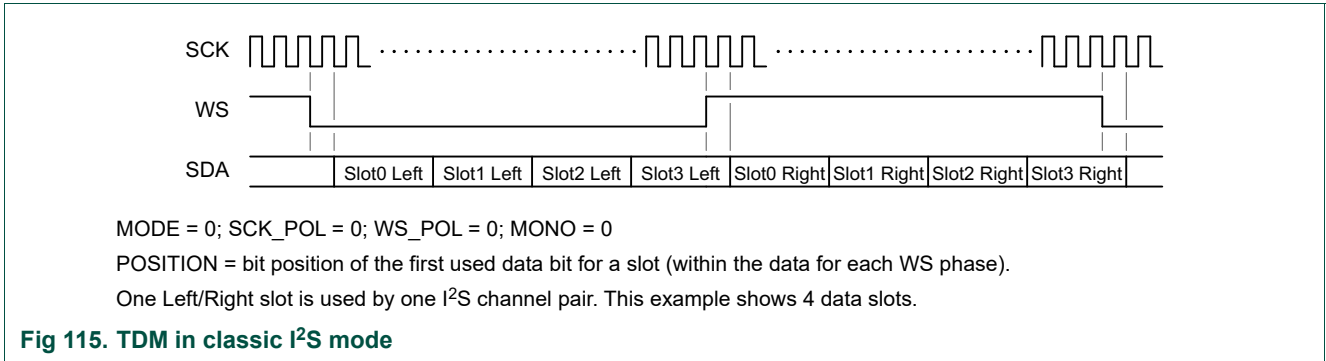 SCK
WS
SDA Slot0 Left Slot1 Left Slot2 Left Slot3 Left Slot0 Right Slot1 Right Slot2 Right Slot3 Right
MODE = 0; SCK_POL = 0; WS_POL = 0; MONO = 0
POSITION = bit position of the first used data bit for a slot (within the data for each WS phase).
One Left/Right slot is used by one I²S channel pair. This example shows 4 data slots.
Fig 115. TDM in classic I²S mode